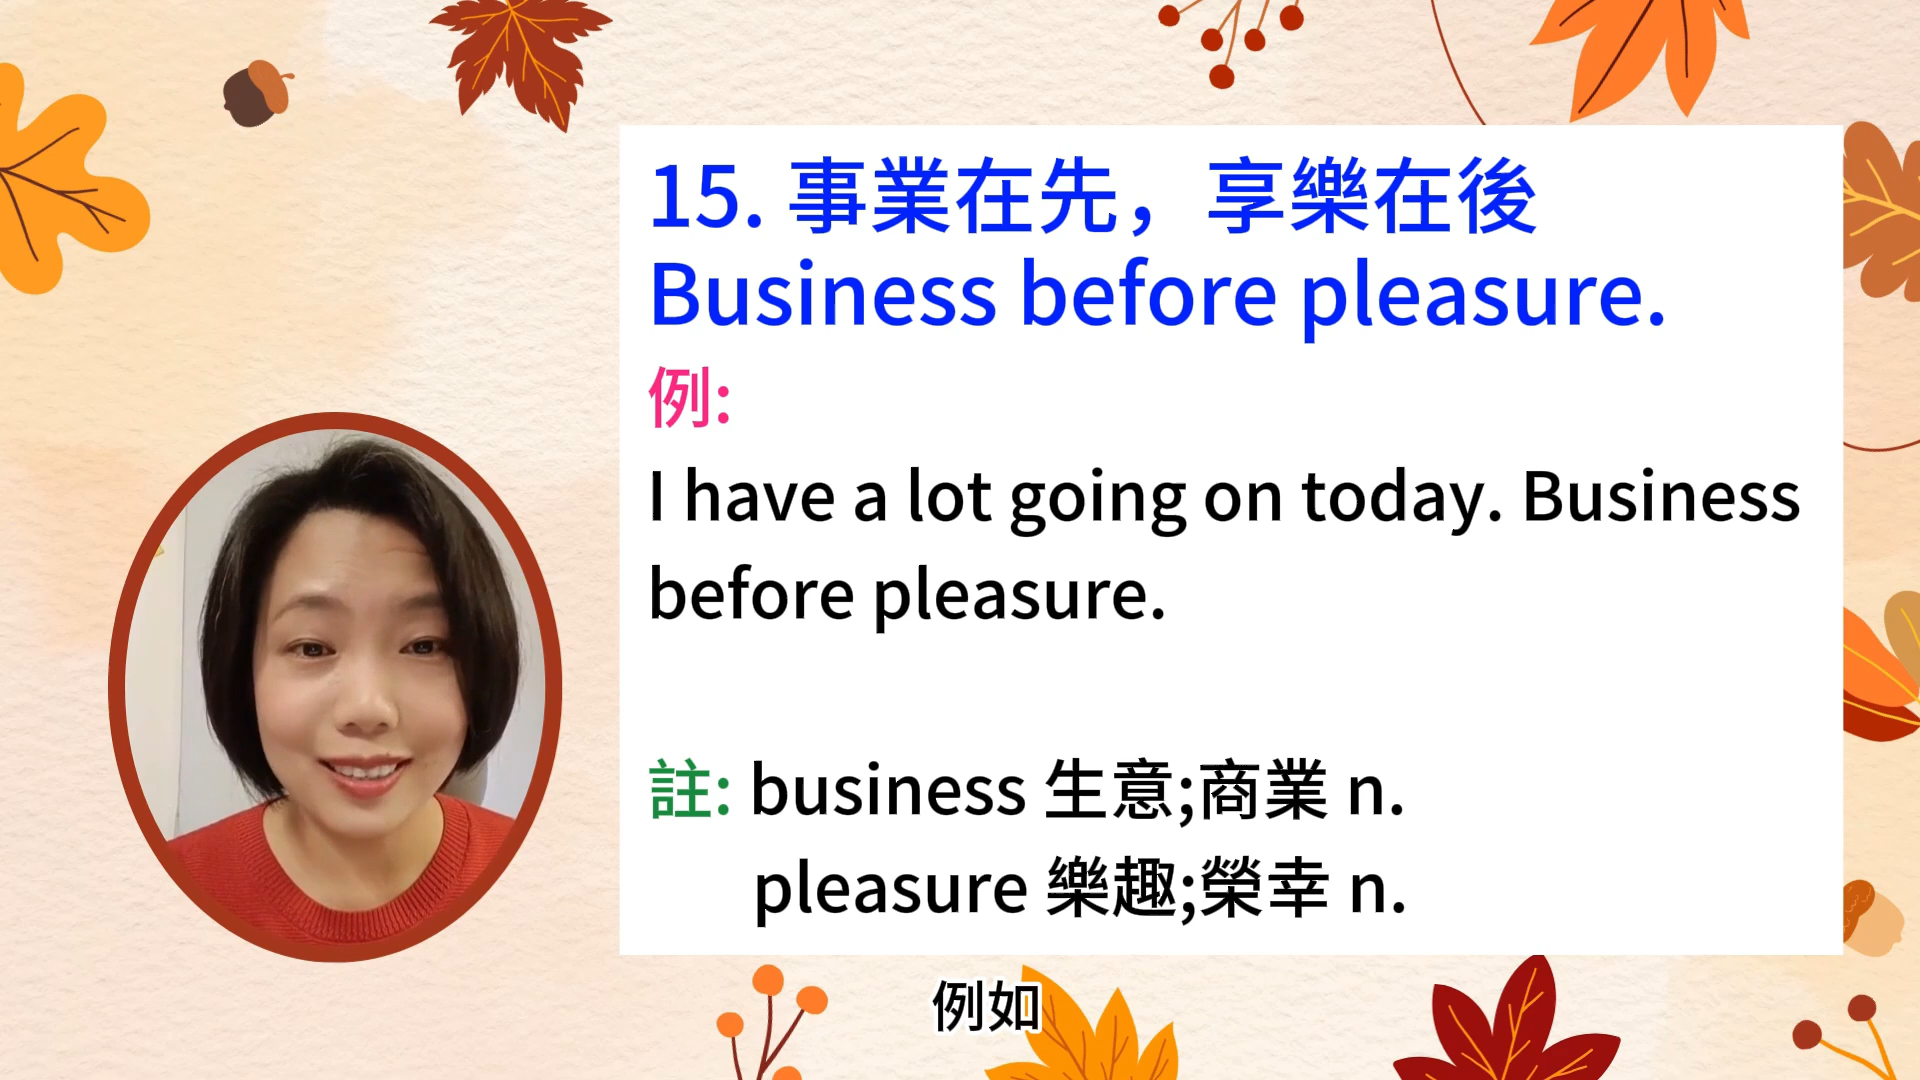 15. 事業在先，享樂在後
Business before pleasure.
例:
I have a lot going on today. Business
before pleasure.
註: business 生意;商業 n.
pleasure 樂趣;榮幸 n.
例如